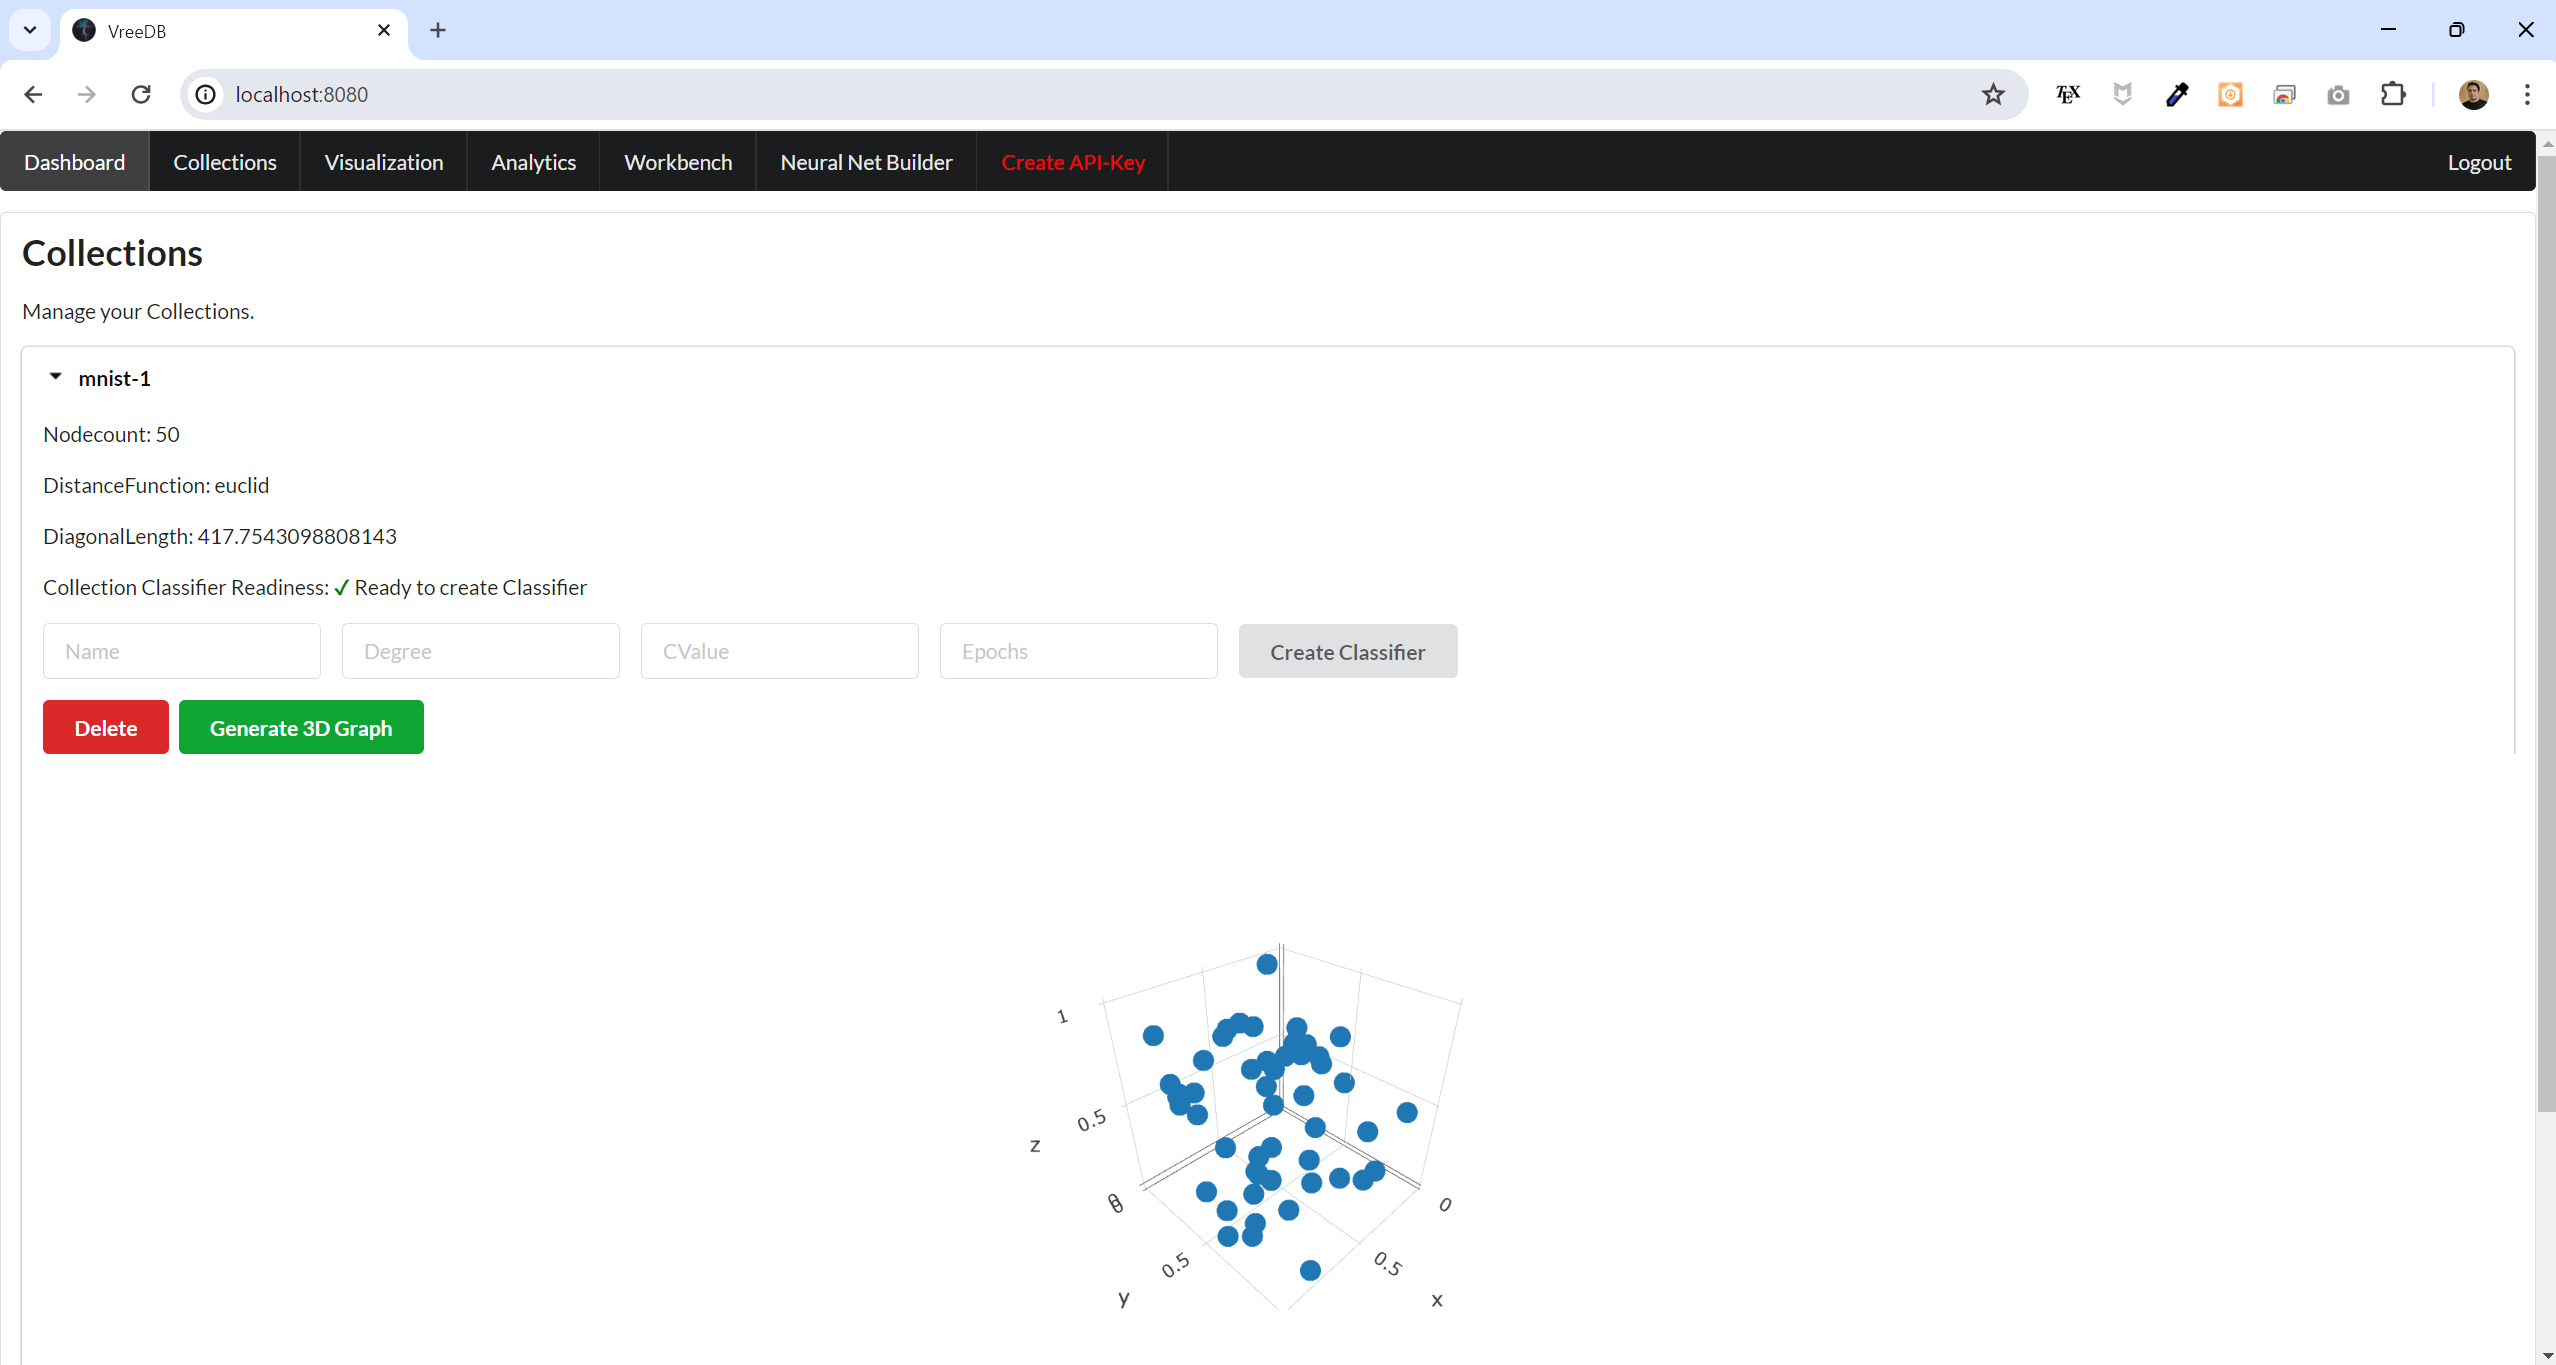 VreeDB
localhost:8080
TEX
Dashboard Collections Visualization Analytics Workbench Neural Net Builder Create API-Key Logout
Collections
Manage your Collections.
mnist-1
Nodecount: 50
DistanceFunction: euclid
DiagonalLength: 417.7543098808143
Collection Classifier Readiness: ✓ Ready to create Classifier
Name Degree CValue Epochs Create Classifier
Delete Generate 3D Graph
1
0.5
z
0
0
0
0.5
0.5
y
x